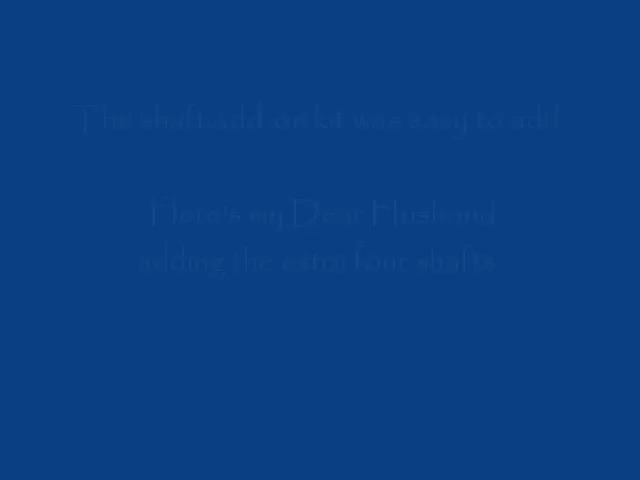 The shaft add on kit was easy to add
Here's my Dear Husband
adding the extra four shafts